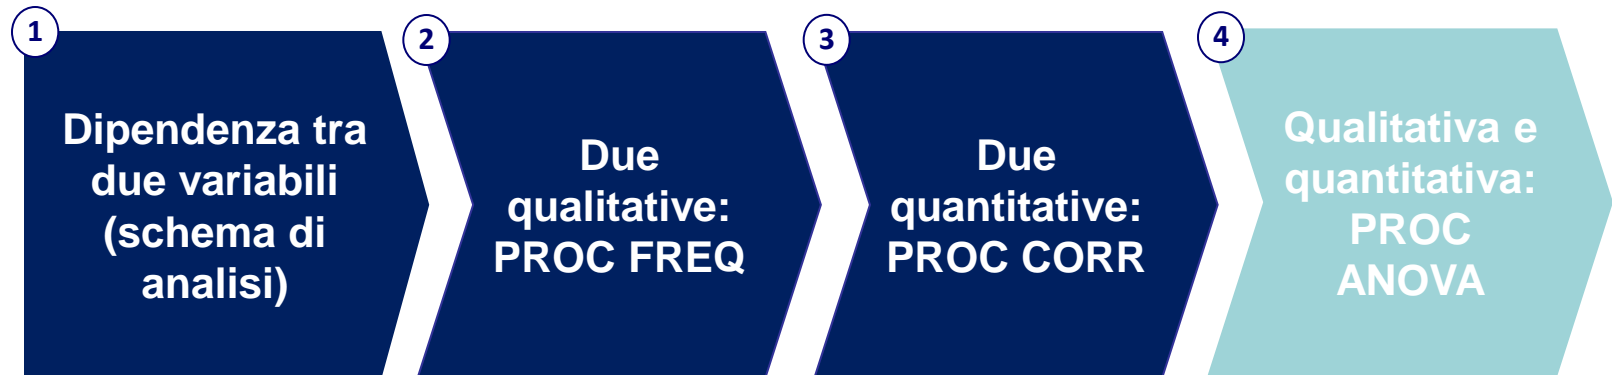 1
Dipendenza tra
due variabili
(schema di
analisi)
2
Due
qualitative:
PROC FREQ
3
Due
quantitative:
PROC CORR
4
Qualitativa e
quantitativa:
PROC
ANOVA